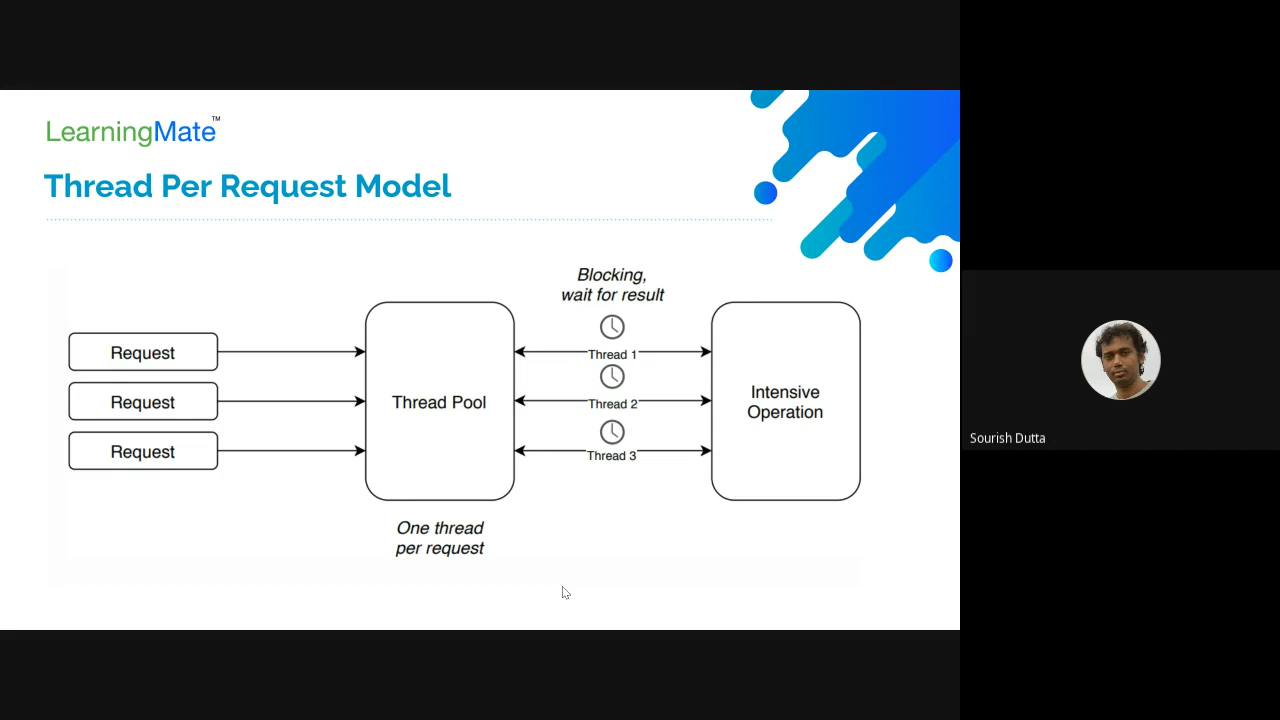 LearningMate™
Thread Per Request Model
Blocking,
wait for result
Request
Request
Request
Thread Pool
Thread 1
Thread 2
Thread 3
Intensive
Operation
One thread
per request
Sourish Dutta